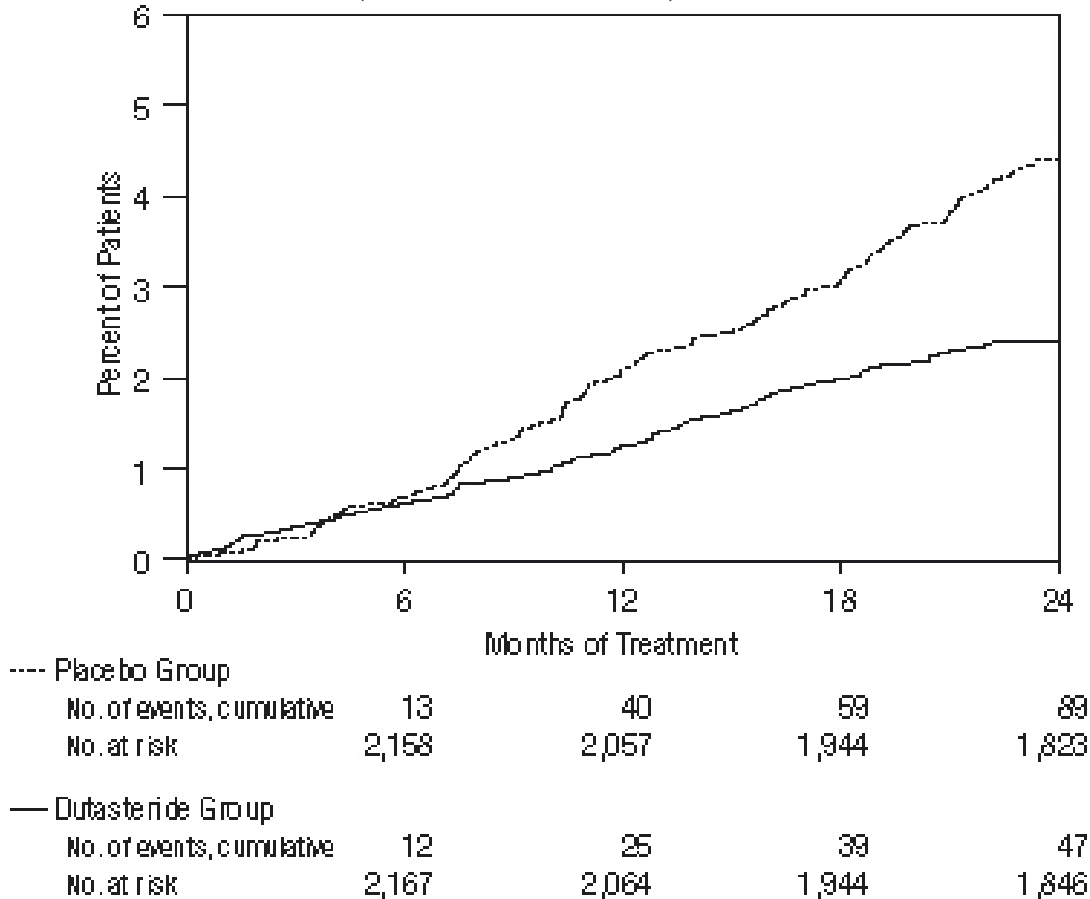 6
5
4
3
2
1
0
Percent of Patients
0 6 12 18 24
Months of Treatment
---- Placebo Group
No. of events, cumulative 13 40 59 89
No. at risk 2,158 2,057 1,944 1,823
— Dutasteride Group
No. of events, cumulative 12 25 39 47
No. at risk 2,167 2,064 1,944 1,846